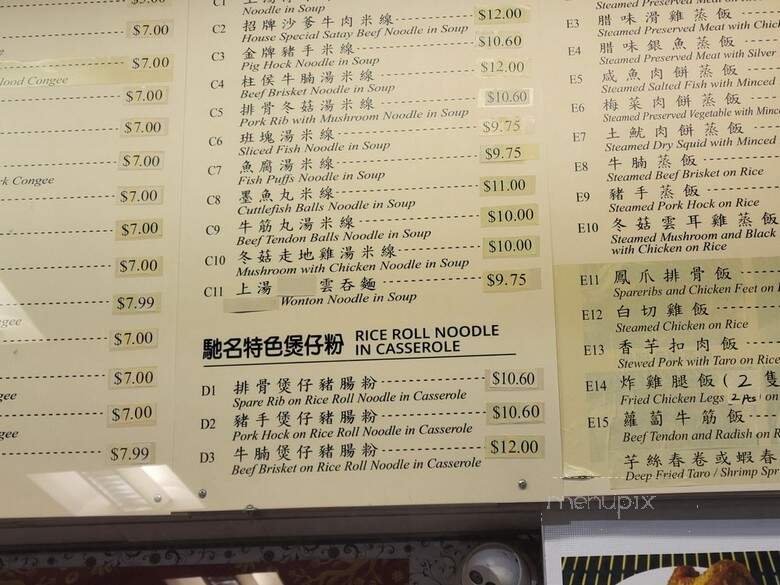 $7.00
$7.00
lood Congee
$7.00
$7.00
$7.00
rk Congee
$7.00
$7.00
$7.00
$7.99
gee
$7.00
$7.00
ee
$7.00
gee
$7.99
C1
Noodle in Soup
C2 招牌沙爹牛肉米線 $12.00
House Special Satay Beef Noodle in Soup
C3 金牌豬手米線 $10.60
Pig Hock Noodle in Soup
C4 柱侯牛腩湯米線 $12.00
Beef Brisket Noodle in Soup
C5 排骨冬菇湯米線 $10.60
Pork Rib with Mushroom Noodle in Soup
C6 班塊湯米線 $9.75
Sliced Fish Noodle in Soup
C7 魚腐湯米線 $9.75
Fish Puffs Noodle in Soup
C8 墨魚丸米線 $11.00
Cuttlefish Balls Noodle in Soup
C9 牛筋丸湯米線 $10.00
Beef Tendon Balls Noodle in Soup
C10 冬菇走地雞湯米線 $10.00
Mushroom with Chicken Noodle in Soup
C11 上湯 雲吞麵 $9.75
Wonton Noodle in Soup
馳名特色煲仔粉 RICE ROLL NOODLE
IN CASSEROLE
D1 排骨煲仔豬腸粉 $10.60
Spare Rib on Rice Roll Noodle in Casserole
D2 豬手煲仔豬腸粉 $10.60
Pork Hock on Rice Roll Noodle in Casserole
D3 牛腩煲仔豬腸粉 $12.00
Beef Brisket on Rice Roll Noodle in Casserole
Steamed Preserved Meat on
E3 臘味滑雞蒸飯
Steamed Preserved Meat with Chicken
E4 臘味銀魚蒸飯
Steamed Preserved Meat with Silver
E5 咸魚肉餅蒸飯
Steamed Salted Fish with Minced
E6 梅菜肉餅蒸飯
Steamed Preserved Vegetable with Minced
E7 土魷肉餅蒸飯
Steamed Dry Squid with Minced
E8 牛腩蒸飯
Steamed Beef Brisket on Rice
E9 豬手蒸飯
Steamed Pork Hock on Rice
E10 冬菇雲耳雞蒸飯
Steamed Mushroom and Black
with Chicken on Rice
E11 鳳爪排骨飯
Spareribs and Chicken Feet on
E12 白切雞飯
Steamed Chicken on Rice
E13 香芋扣肉飯
Stewed Pork with Taro on Rice
E14 炸雞腿飯(2隻
Fried Chicken Legs 2 pcs) on
E15 蘿蔔牛筋飯
Beef Tendon and Radish on R
芋絲春卷或蝦春
Deep Fried Taro / Shrimp Spr
menupix